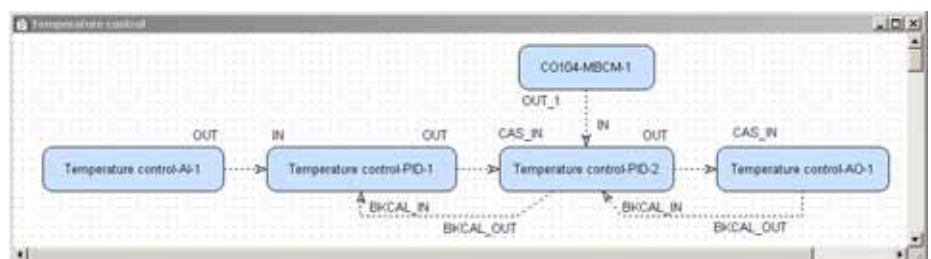 Temperature control
CO104-MBCM-1
OUT_1
OUT IN OUT CAS_IN IN OUT CAS_IN
Temperature control-AI-1 Temperature control-PID-1 Temperature control-PID-2 Temperature control-AO-1
BKCAL_IN BKCAL_IN
BKCAL_OUT BKCAL_OUT